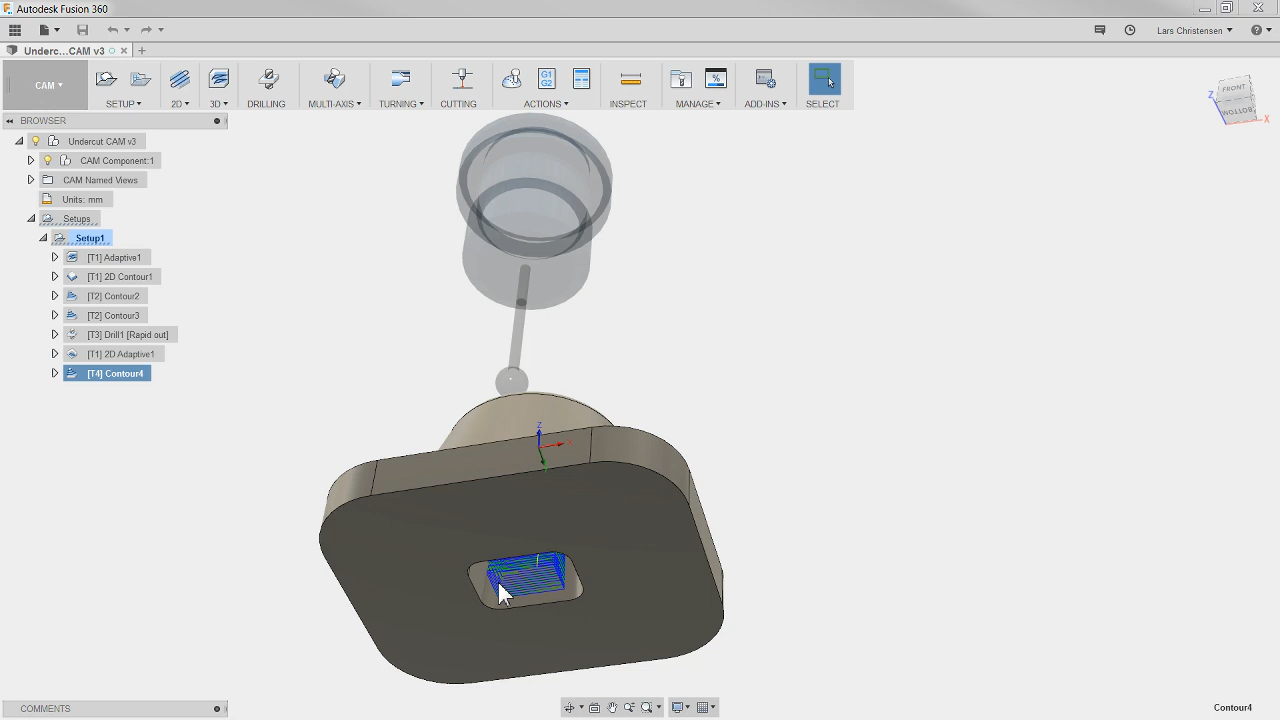 Autodesk Fusion 360
Lars Christensen
Underc...CAM v3
CAM
SETUP
2D
3D
DRILLING
MULTI-AXIS
TURNING
CUTTING
G1
G2
ACTIONS
INSPECT
MANAGE
ADD-INS
SELECT
BROWSER
Undercut CAM v3
CAM Component:1
CAM Named Views
Units: mm
Setups
Setup1
[T1] Adaptive1
[T1] 2D Contour1
[T2] Contour2
[T2] Contour3
[T3] Drill1 [Rapid out]
[T1] 2D Adaptive1
[T4] Contour4
FRONT
BOTTOM
Z
X
Z
COMMENTS
Contour4